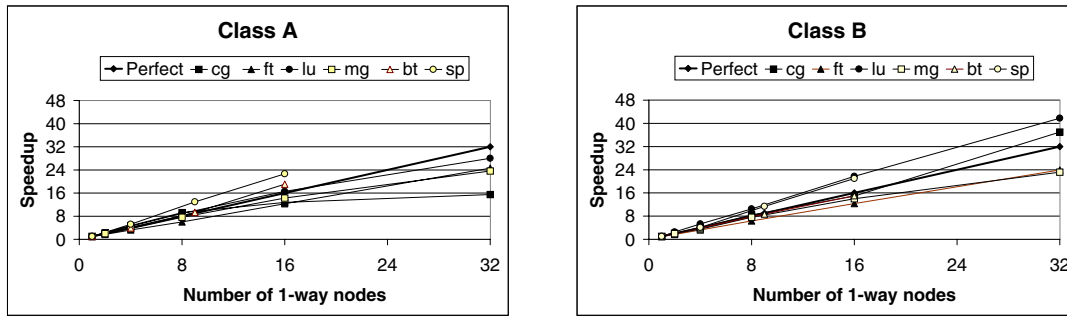 Class A
Perfect cg ft lu mg bt sp
48
40
32
24
16
8
0
Speedup
0 8 16 24 32
Number of 1-way nodes
Class B
Perfect cg ft lu mg bt sp
48
40
32
24
16
8
0
Speedup
0 8 16 24 32
Number of 1-way nodes